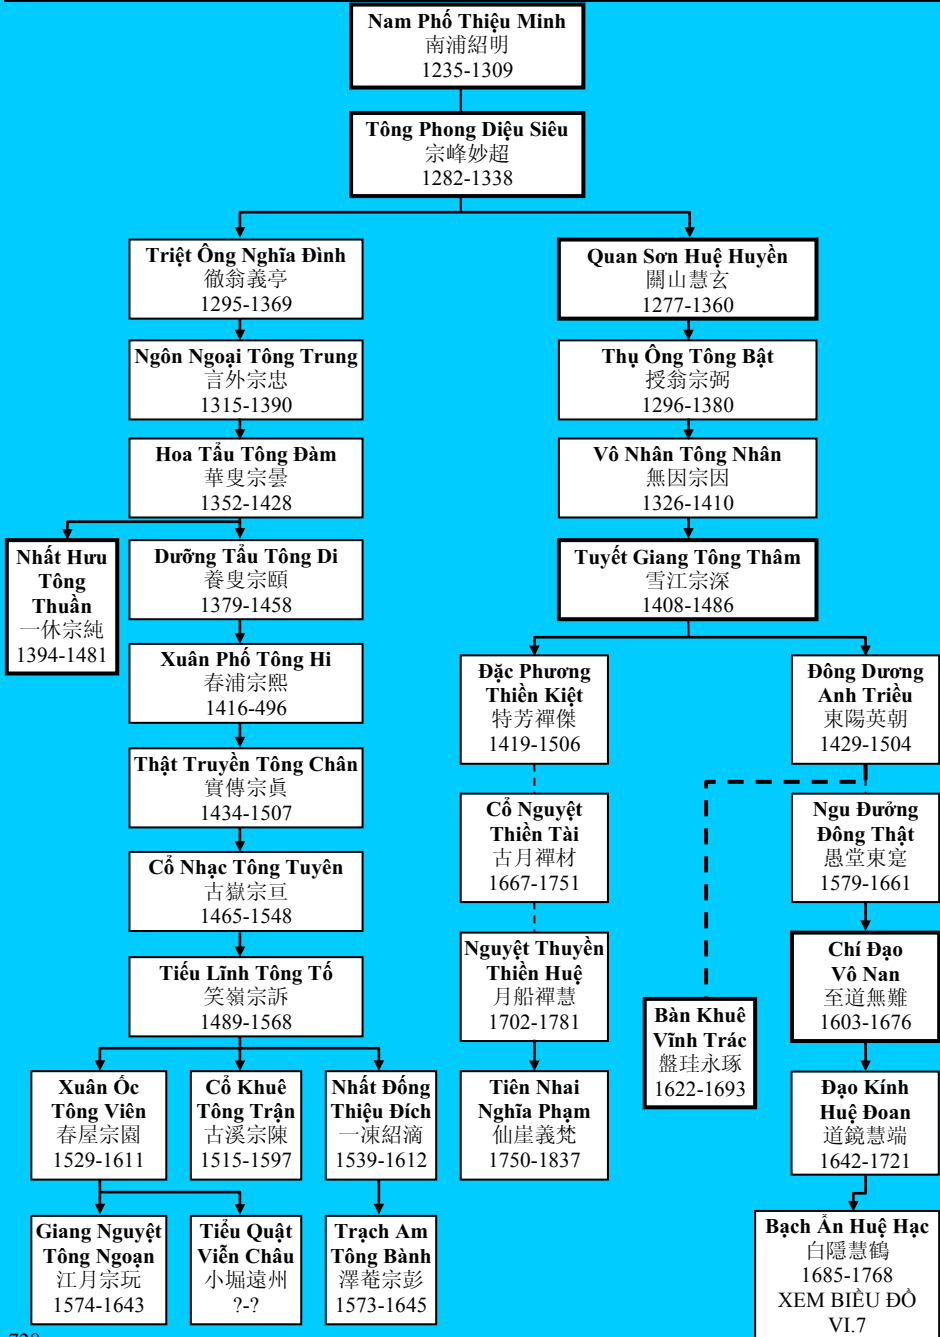 Nam Phố Thiệu Minh
南浦紹明
1235-1309
Tông Phong Diệu Siêu
宗峰妙超
1282-1338
Triệt Ông Nghĩa Đình
徹翁義亭
1295-1369
Quan Sơn Huệ Huyền
關山慧玄
1277-1360
Ngôn Ngoại Tông Trung
言外宗忠
1315-1390
Thụ Ông Tông Bật
授翁宗弼
1296-1380
Hoa Tẩu Tông Đàm
華叟宗曇
1352-1428
Vô Nhân Tông Nhân
無因宗因
1326-1410
Nhất Hưu
Tông
Thuần
一休宗純
1394-1481
Dưỡng Tẩu Tông Di
養叟宗頤
1379-1458
Tuyết Giang Tông Thâm
雪江宗深
1408-1486
Xuân Phố Tông Hi
春浦宗熙
1416-496
Đặc Phương
Thiền Kiệt
特芳禪傑
1419-1506
Đông Dương
Anh Triều
東陽英朝
1429-1504
Thật Truyền Tông Chân
實傳宗眞
1434-1507
Cổ Nguyệt
Thiền Tài
古月禪材
1667-1751
Ngu Đưởng
Đông Thật
愚堂東寔
1579-1661
Cổ Nhạc Tông Tuyên
古嶽宗亘
1465-1548
Nguyệt Thuyền
Thiền Huệ
月船禪慧
1702-1781
Chí Đạo
Vô Nan
至道無難
1603-1676
Tiếu Lĩnh Tông Tố
笑嶺宗訴
1489-1568
Bàn Khuê
Vĩnh Trác
盤珪永琢
1622-1693
Xuân Ốc
Tông Viên
春屋宗園
1529-1611
Cổ Khuê
Tông Trận
古溪宗陳
1515-1597
Nhất Đống
Thiệu Đích
一凍紹滴
1539-1612
Tiên Nhai
Nghĩa Phạm
仙崖義梵
1750-1837
Đạo Kính
Huệ Đoan
道鏡慧端
1642-1721
Giang Nguyệt
Tông Ngoạn
江月宗玩
1574-1643
Tiểu Quật
Viễn Châu
小堀遠州
?-?
Trạch Am
Tông Bành
澤菴宗彭
1573-1645
Bạch Ẩn Huệ Hạc
白隱慧鶴
1685-1768
XEM BIỂU ĐỒ
VI.7